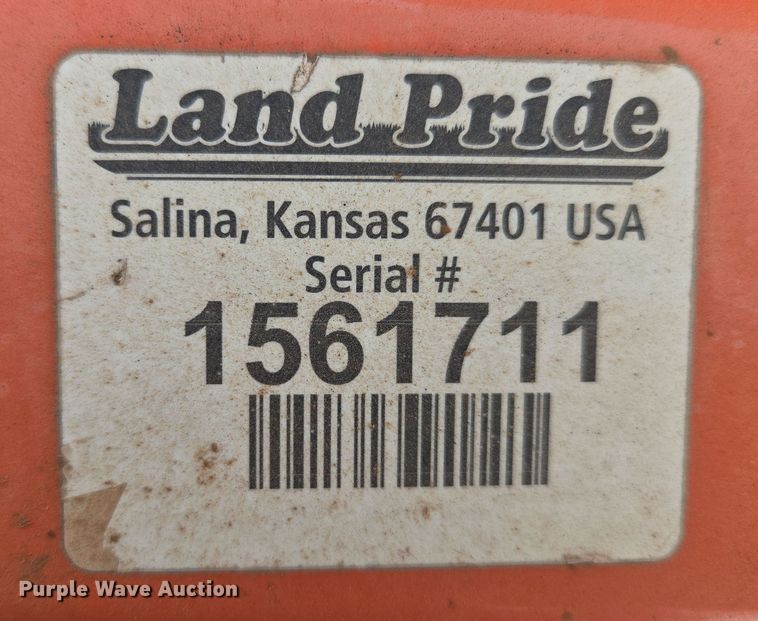 Land Pride
Salina, Kansas 67401 USA
Serial #
1561711
Purple Wave Auction